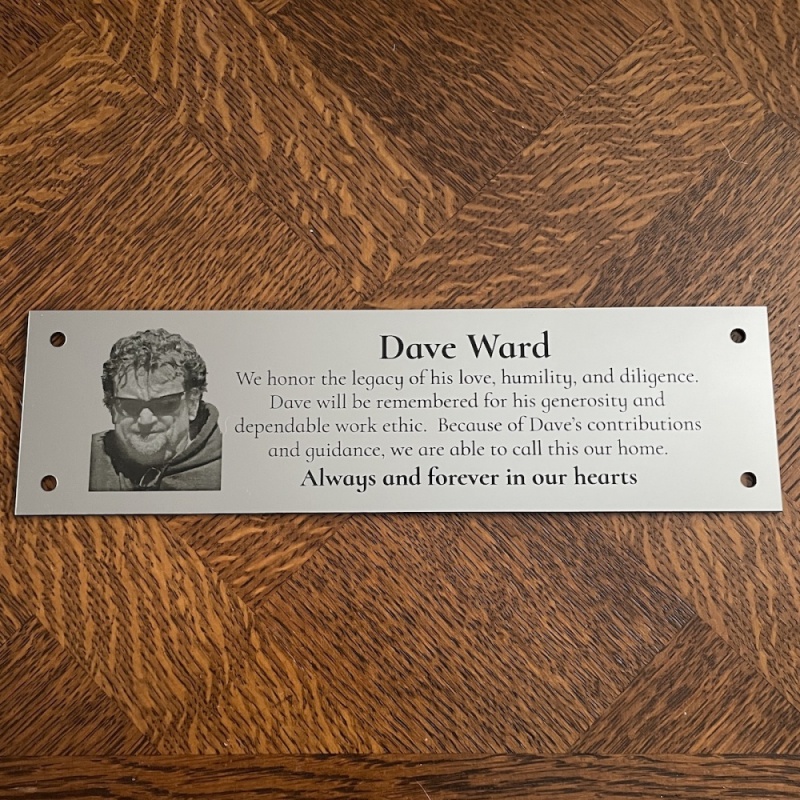 Dave Ward
We honor the legacy of his love, humility, and diligence.
Dave will be remembered for his generosity and
dependable work ethic.  Because of Dave's contributions
and guidance, we are able to call this our home.
Always and forever in our hearts